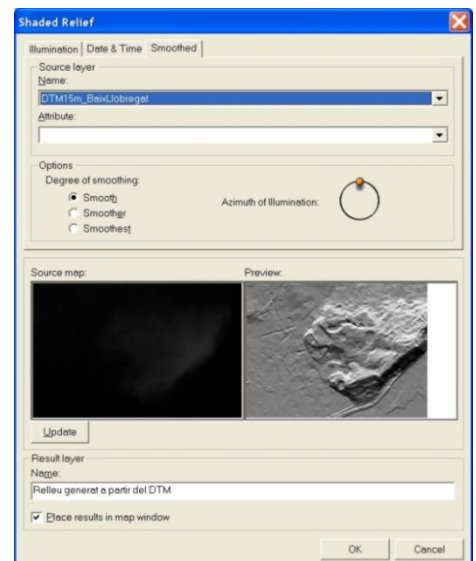 Shaded Relief
Illumination Date & Time Smoothed
Source layer
Name:
DTM15m_BaixLlobregat
Attribute:
Options
Degree of smoothing:
Smooth
Smoother
Smoothest
Azimuth of Illumination:
Source map:
Preview:
Update
Result layer
Name:
Relleu generat a partir del DTM
Place results in map window
OK Cancel